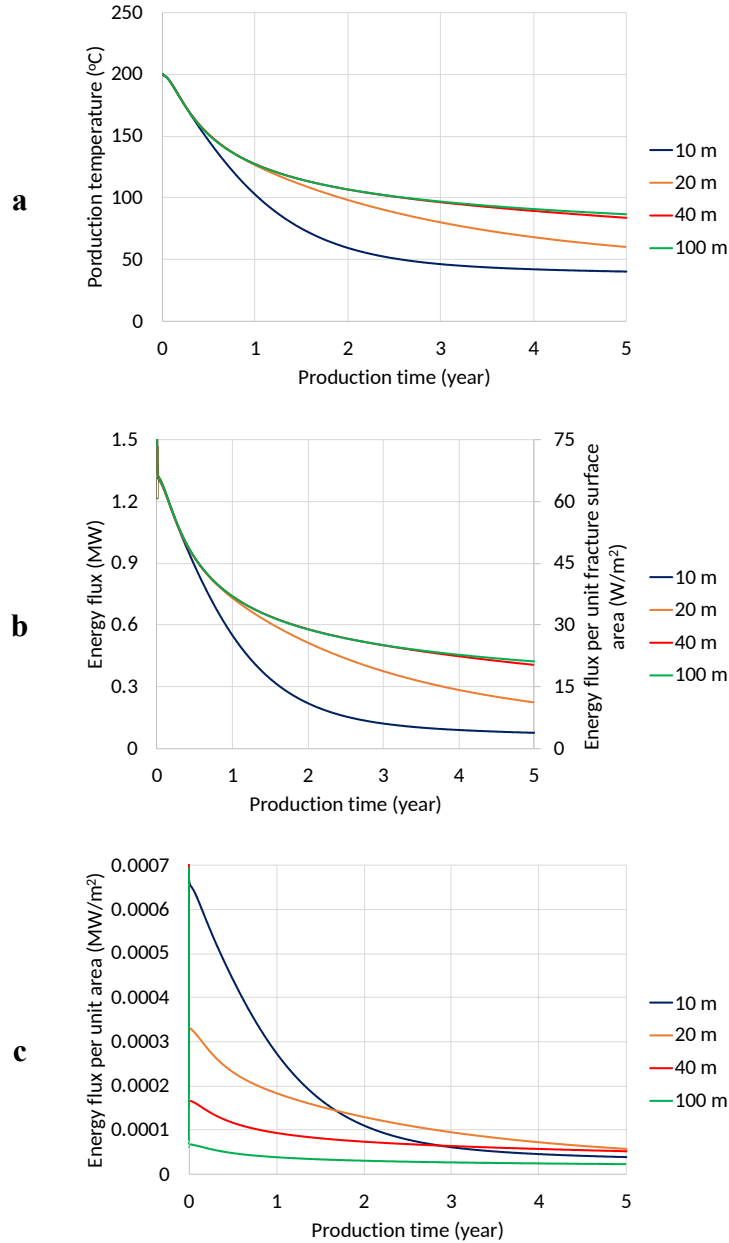 a
Porduction temperature (ºC)
250
200
150
100
50
0
0 1 2 3 4 5
Production time (year)
10 m
20 m
40 m
100 m
b
Energy flux (MW)
1.5
1.2
0.9
0.6
0.3
0
75
60
45
30
15
0
Energy flux per unit fracture surface
area (W/m²)
0 1 2 3 4 5
Production time (year)
10 m
20 m
40 m
100 m
c
Energy flux per unit area (MW/m²)
0.0007
0.0006
0.0005
0.0004
0.0003
0.0002
0.0001
0
0 1 2 3 4 5
Production time (year)
10 m
20 m
40 m
100 m